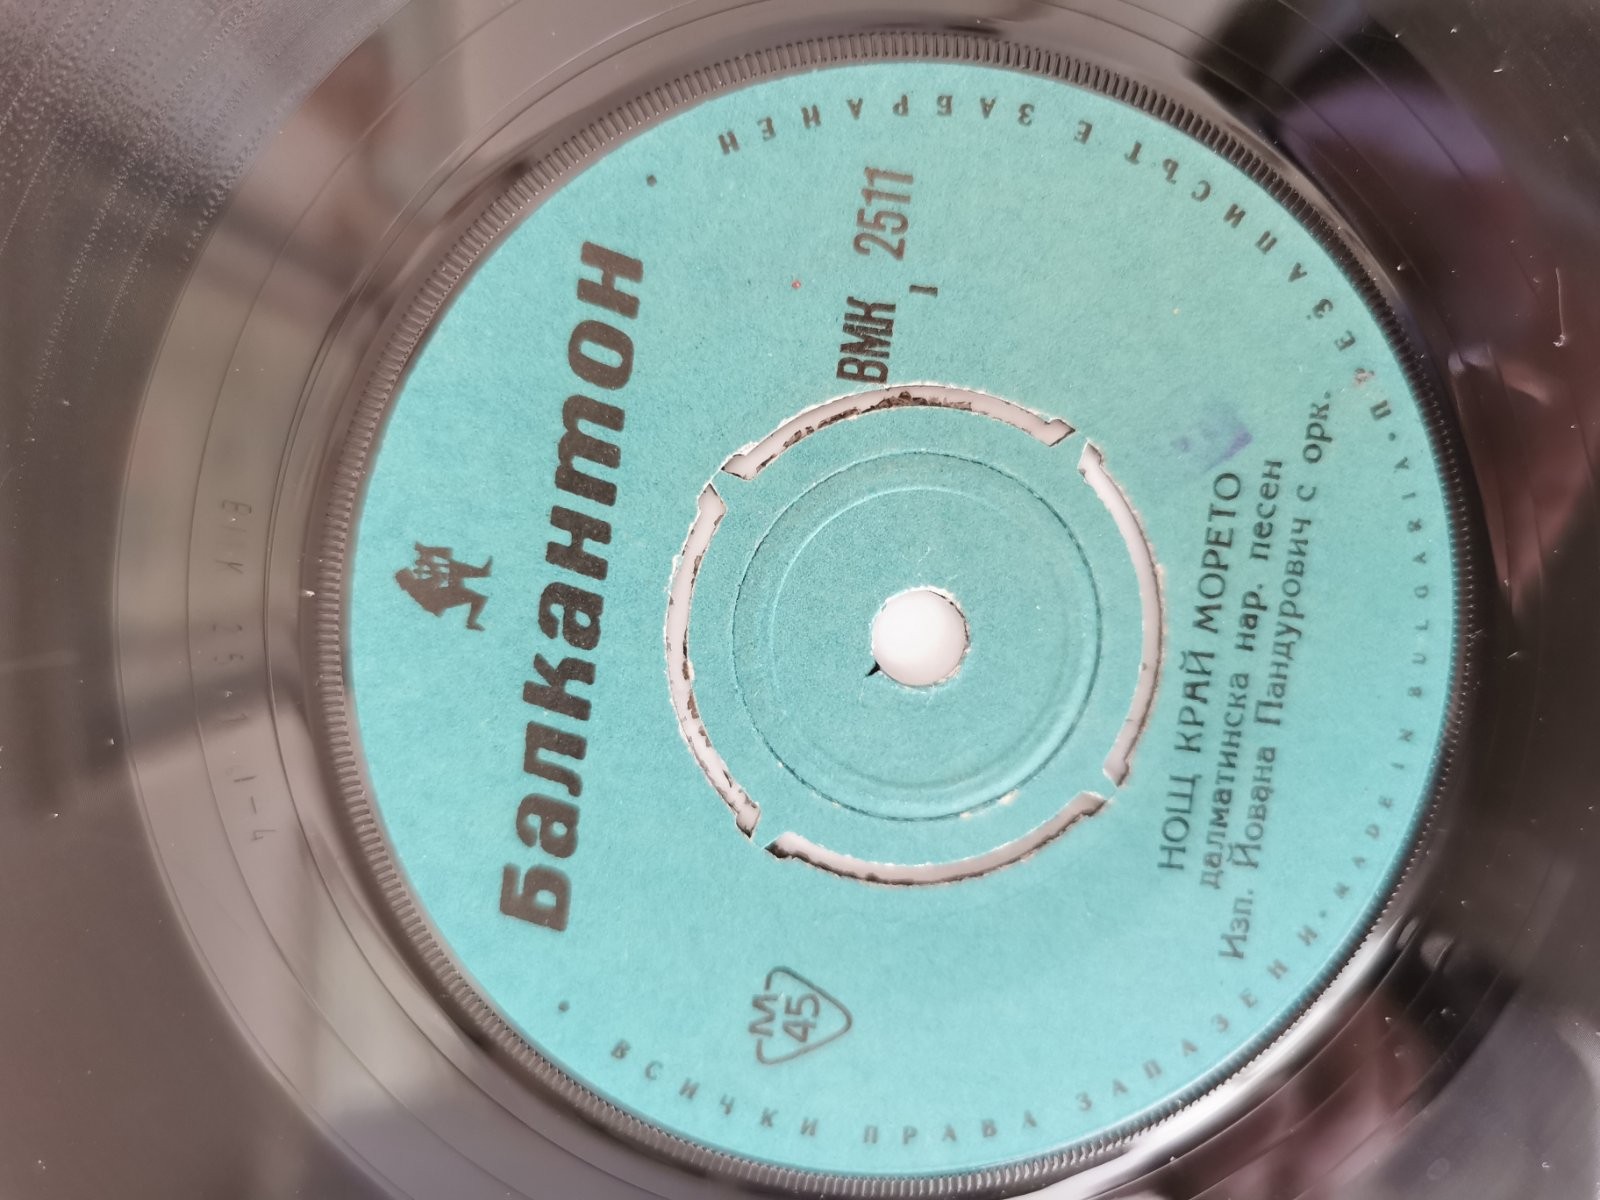 Балкантон
ВМК 2511
I
М
45
НОЩ КРАЙ МОРЕТО
далматинска нар. песен
Изп. Йована Пандурович с орк.
• ВСИЧКИ ПРАВА ЗАПАЗЕНИ • MADE IN BULGARIA • ПРЕЗАПИСЪТ Е ЗАБРАНЕН •